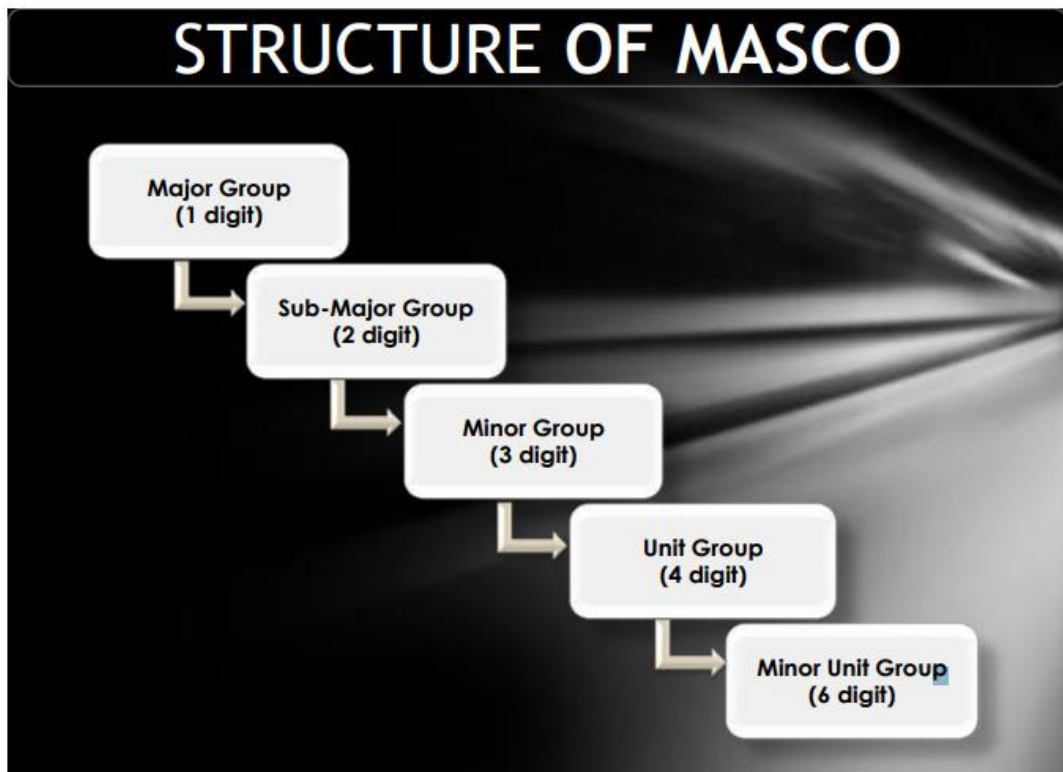 STRUCTURE OF MASCO
Major Group
(1 digit)
Sub-Major Group
(2 digit)
Minor Group
(3 digit)
Unit Group
(4 digit)
Minor Unit Group
(6 digit)